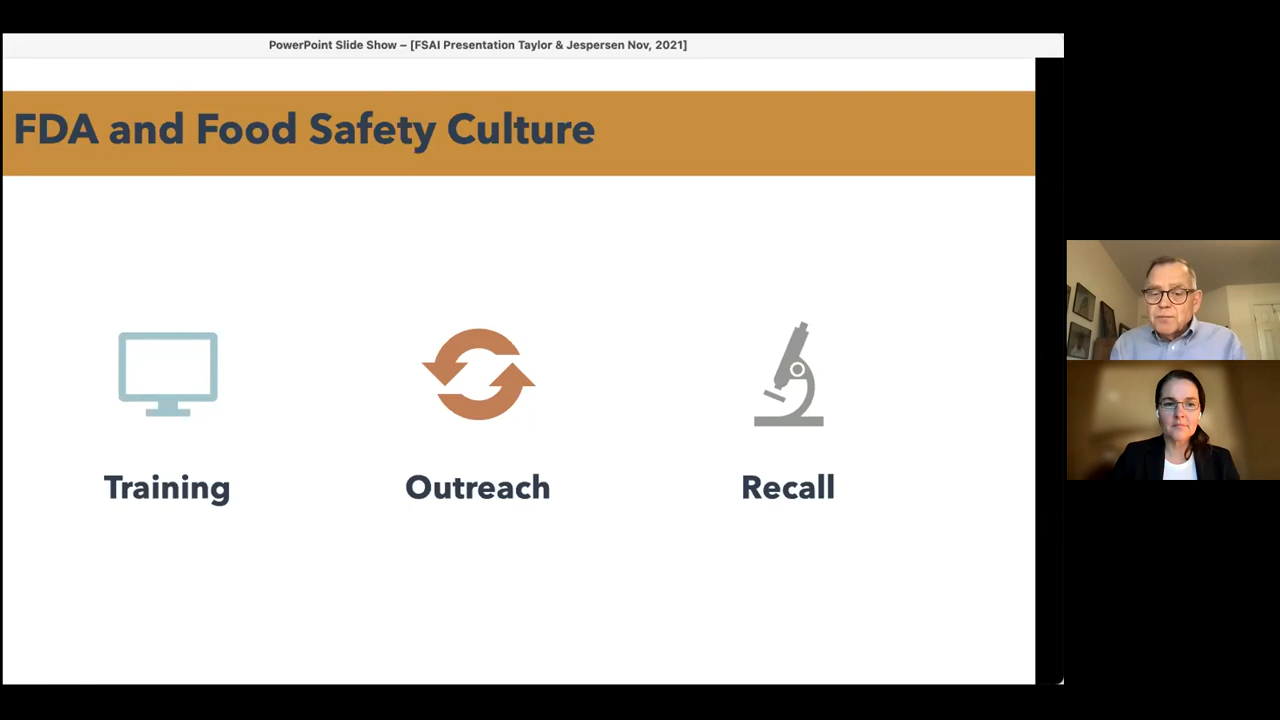 PowerPoint Slide Show – [FSAI Presentation Taylor & Jespersen Nov, 2021]
FDA and Food Safety Culture
Training
Outreach
Recall